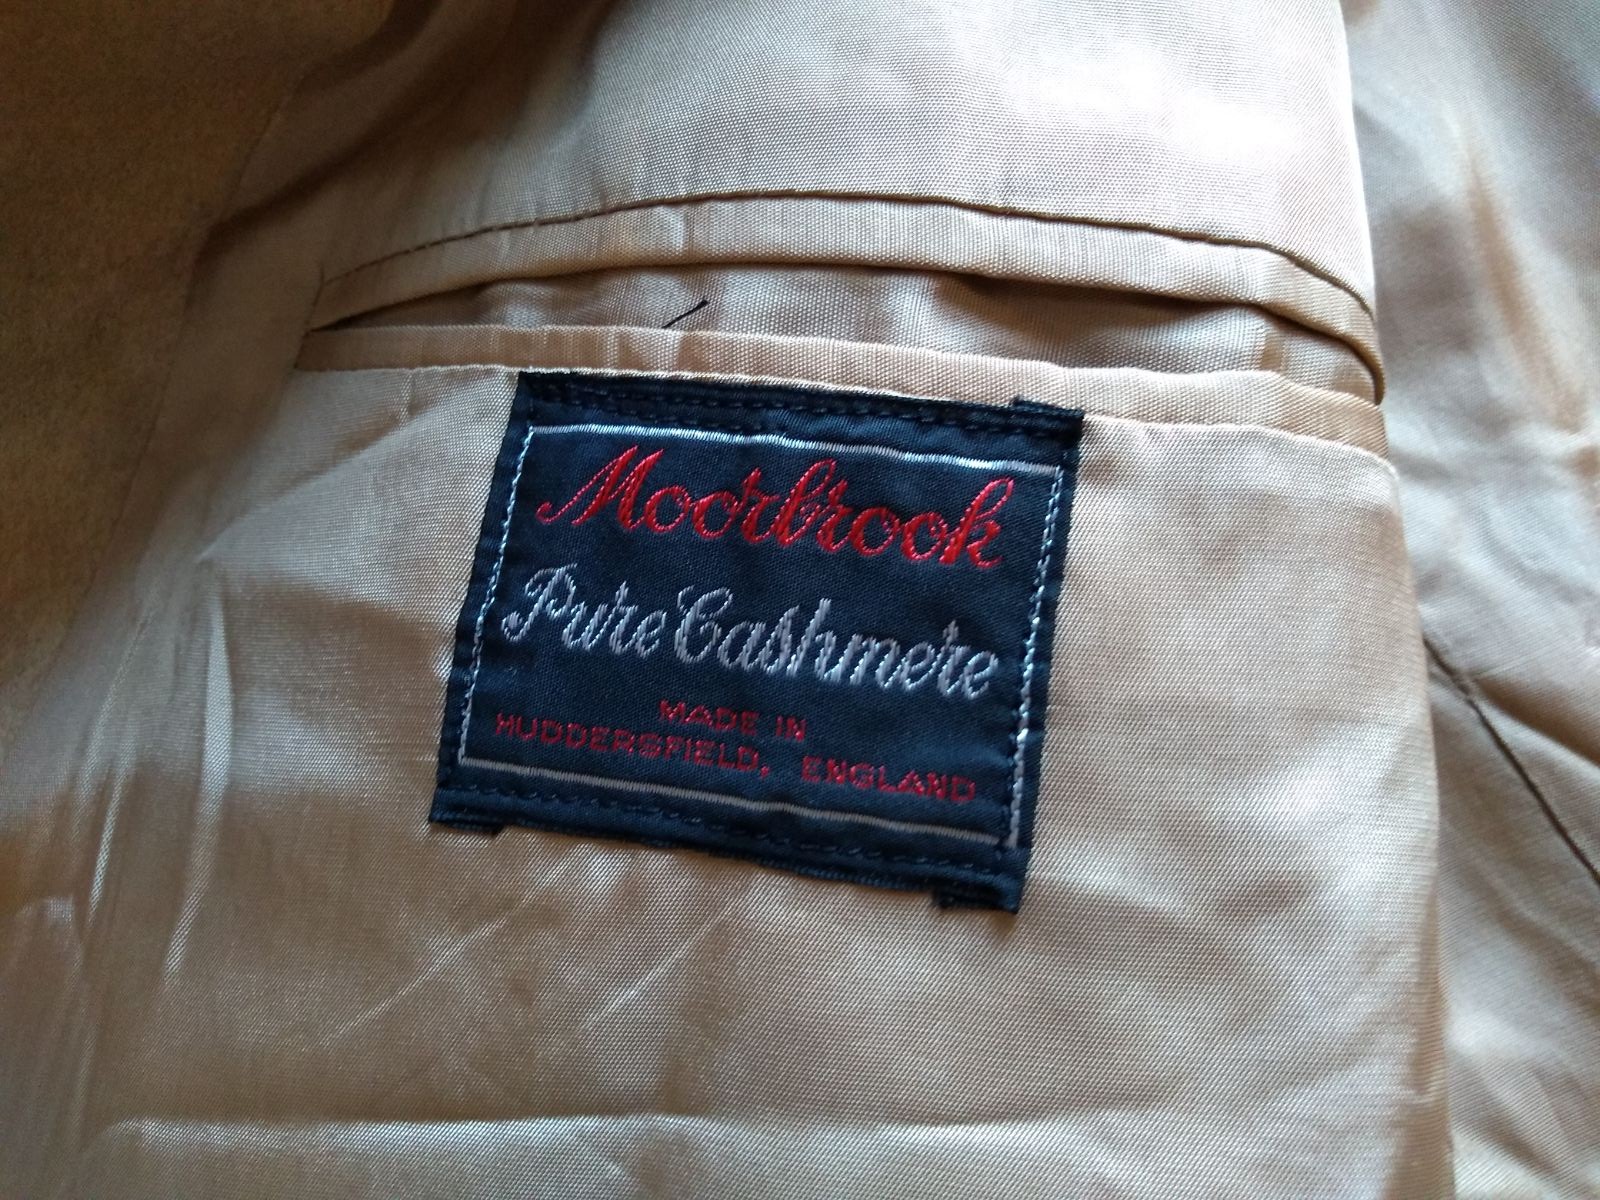 Moorbrook
Pure Cashmere
MADE IN
HUDDERSFIELD, ENGLAND